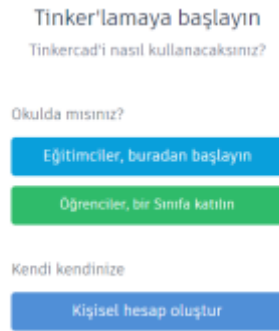 Tinker'lamaya başlayın
Tinkercad'i nasıl kullanacaksınız?
Okulda mısınız?
Eğitimciler, buradan başlayın
Öğrenciler, bir Sınıfa katılın
Kendi kendinize
Kişisel hesap oluştur